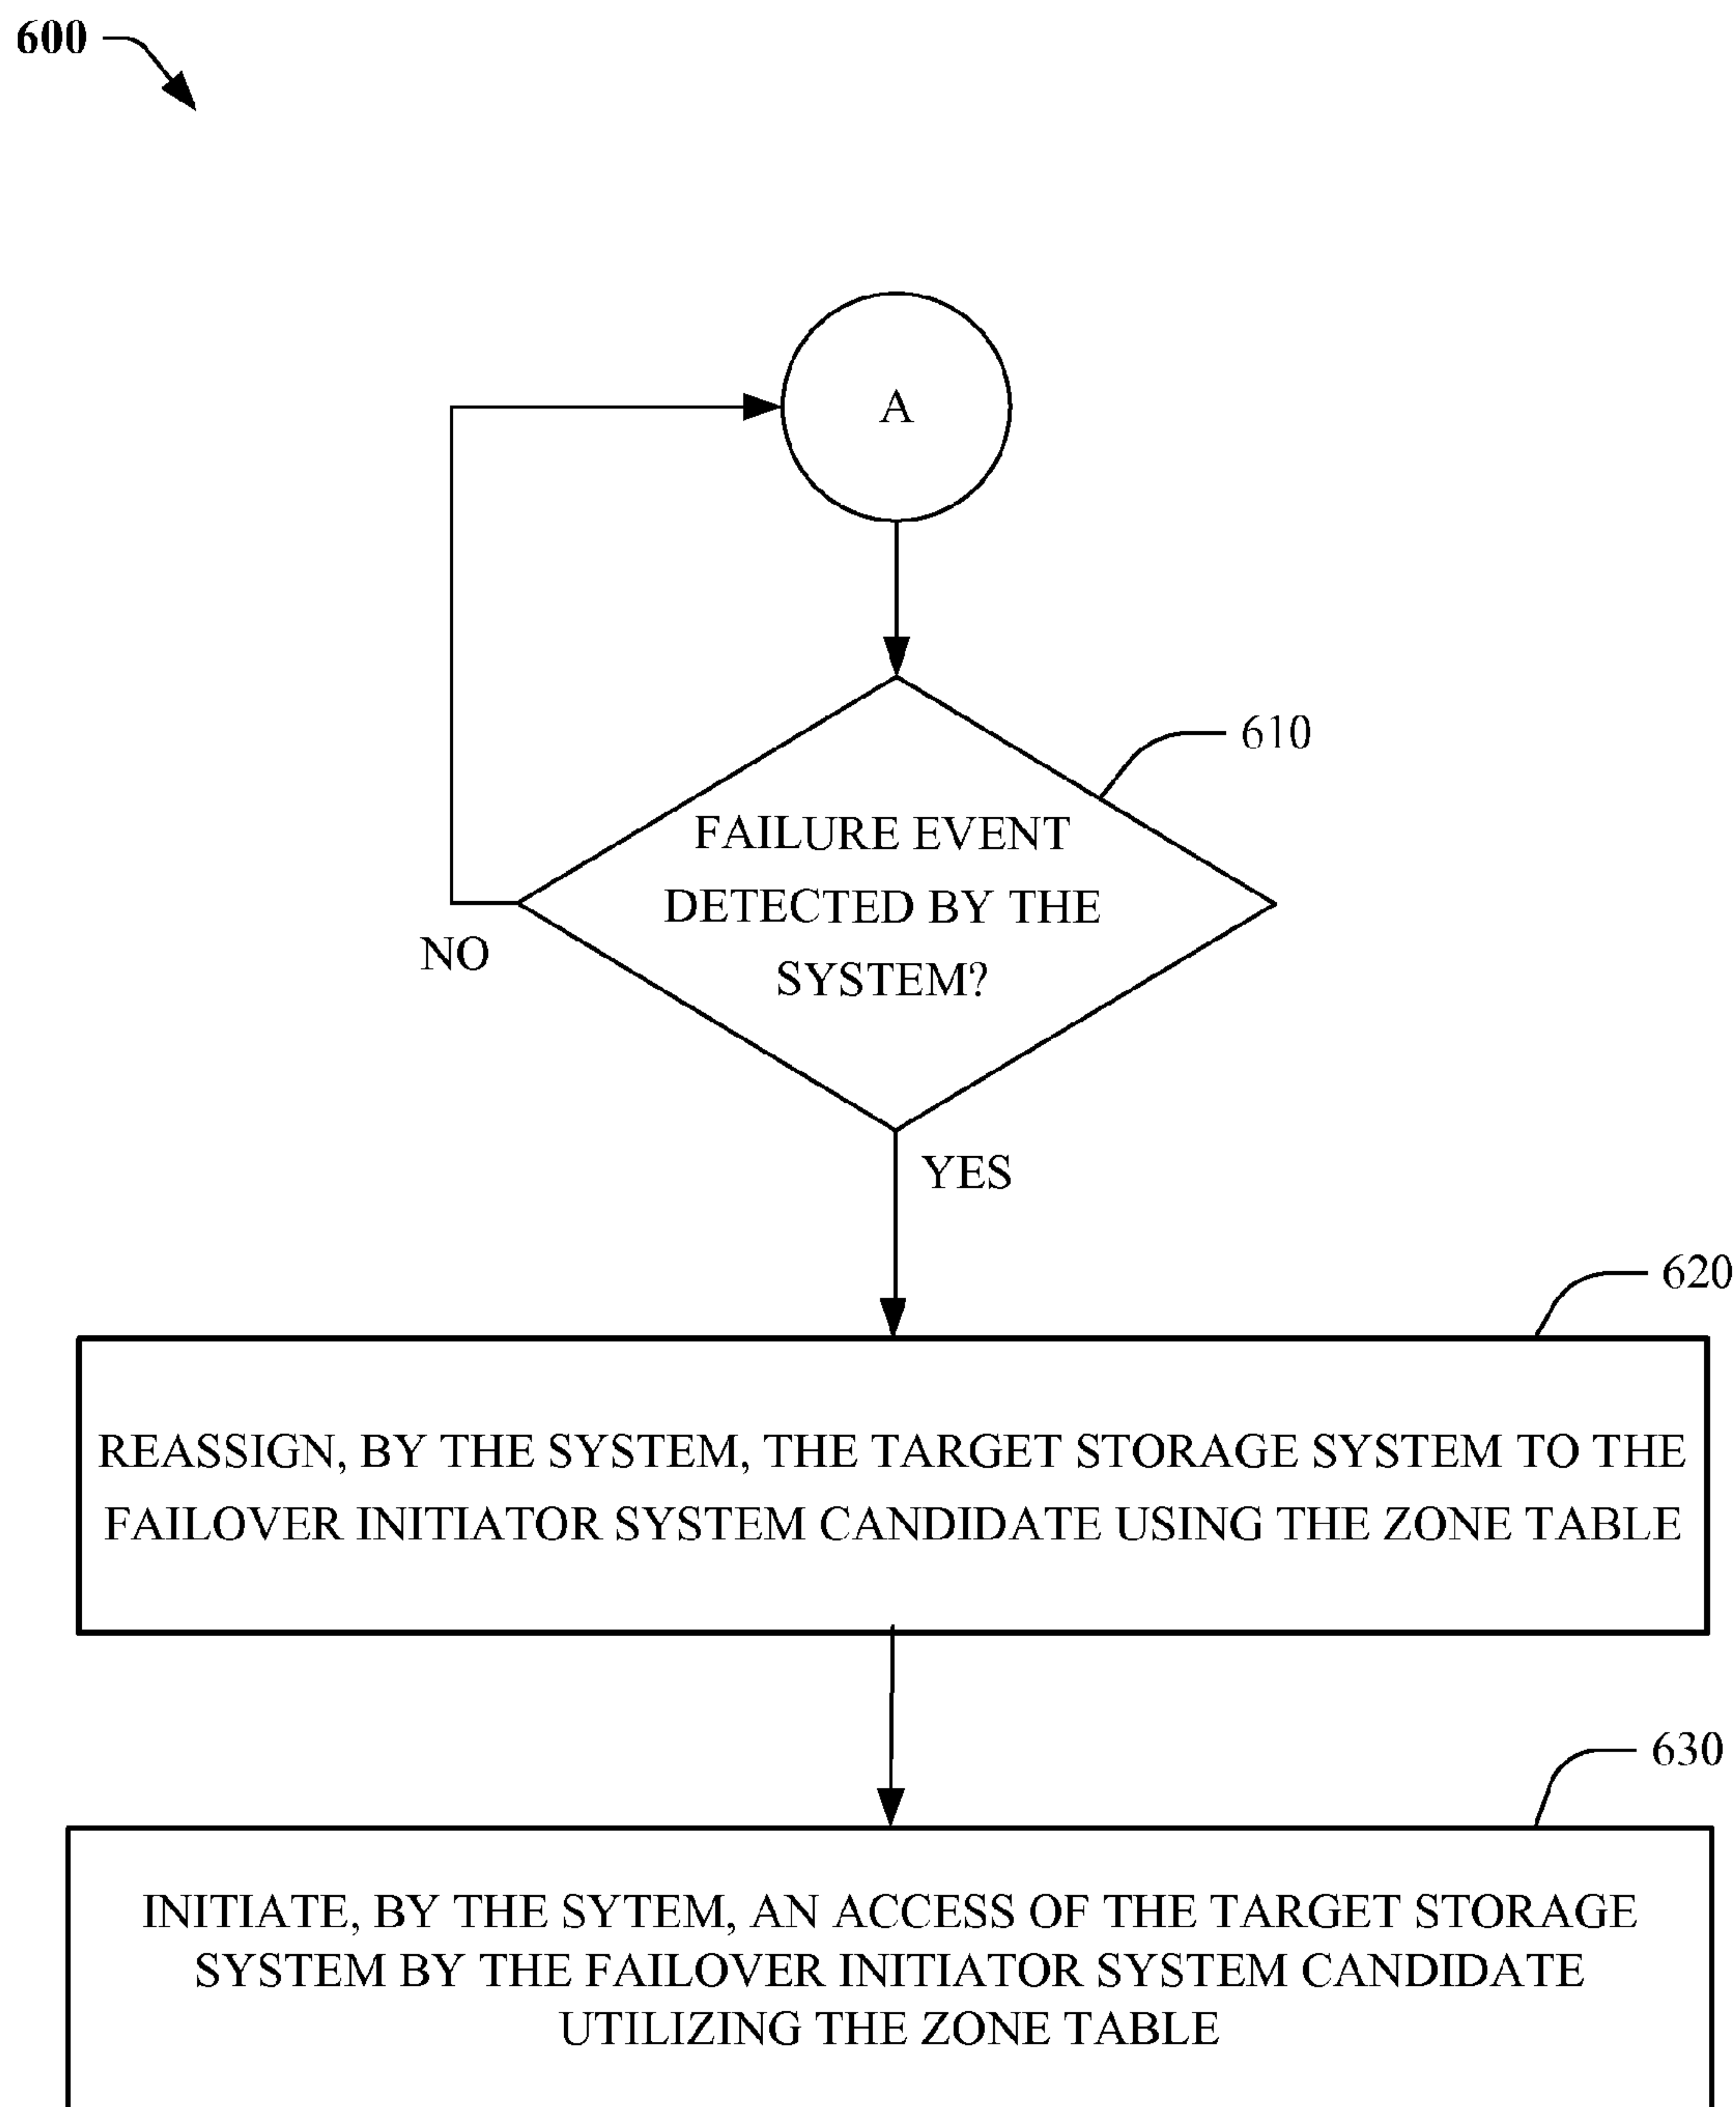 600
A
610
FAILURE EVENT
DETECTED BY THE
SYSTEM?
NO
YES
620
REASSIGN, BY THE SYSTEM, THE TARGET STORAGE SYSTEM TO THE
FAILOVER INITIATOR SYSTEM CANDIDATE USING THE ZONE TABLE
630
INITIATE, BY THE SYTEM, AN ACCESS OF THE TARGET STORAGE
SYSTEM BY THE FAILOVER INITIATOR SYSTEM CANDIDATE
UTILIZING THE ZONE TABLE